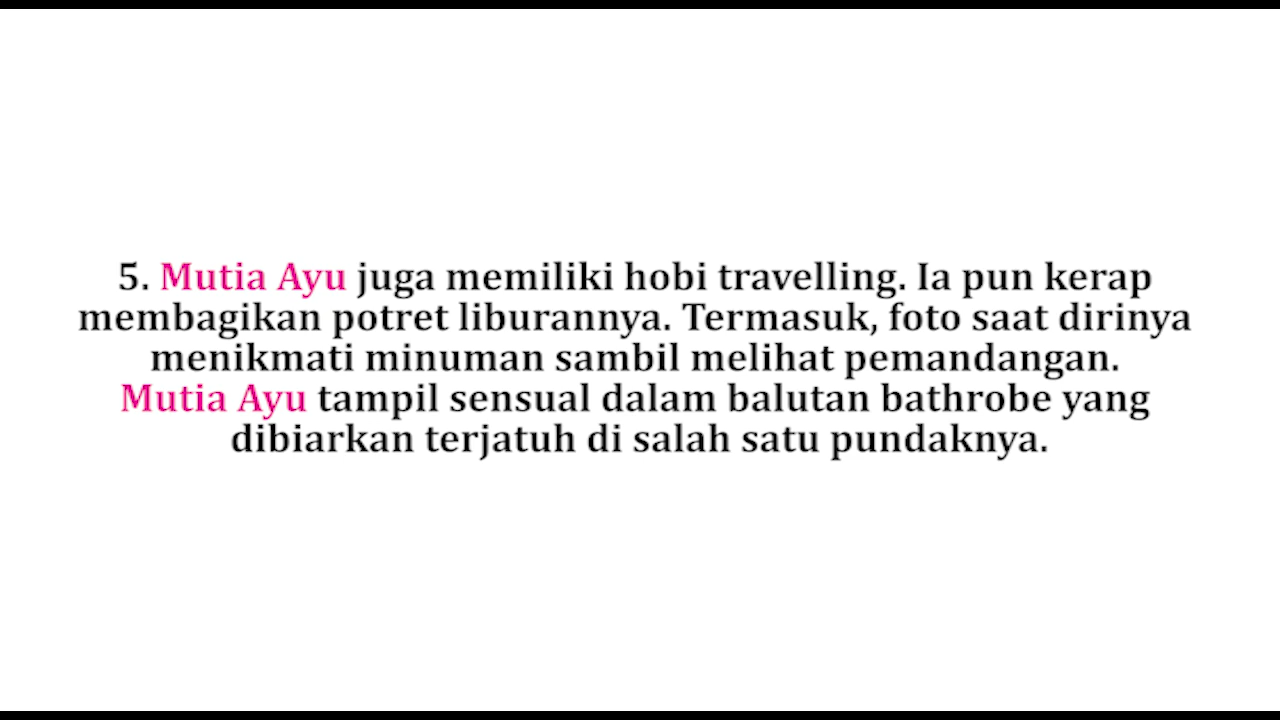 5. Mutia Ayu juga memiliki hobi travelling. Ia pun kerap
membagikan potret liburannya. Termasuk, foto saat dirinya
menikmati minuman sambil melihat pemandangan.
Mutia Ayu tampil sensual dalam balutan bathrobe yang
dibiarkan terjatuh di salah satu pundaknya.